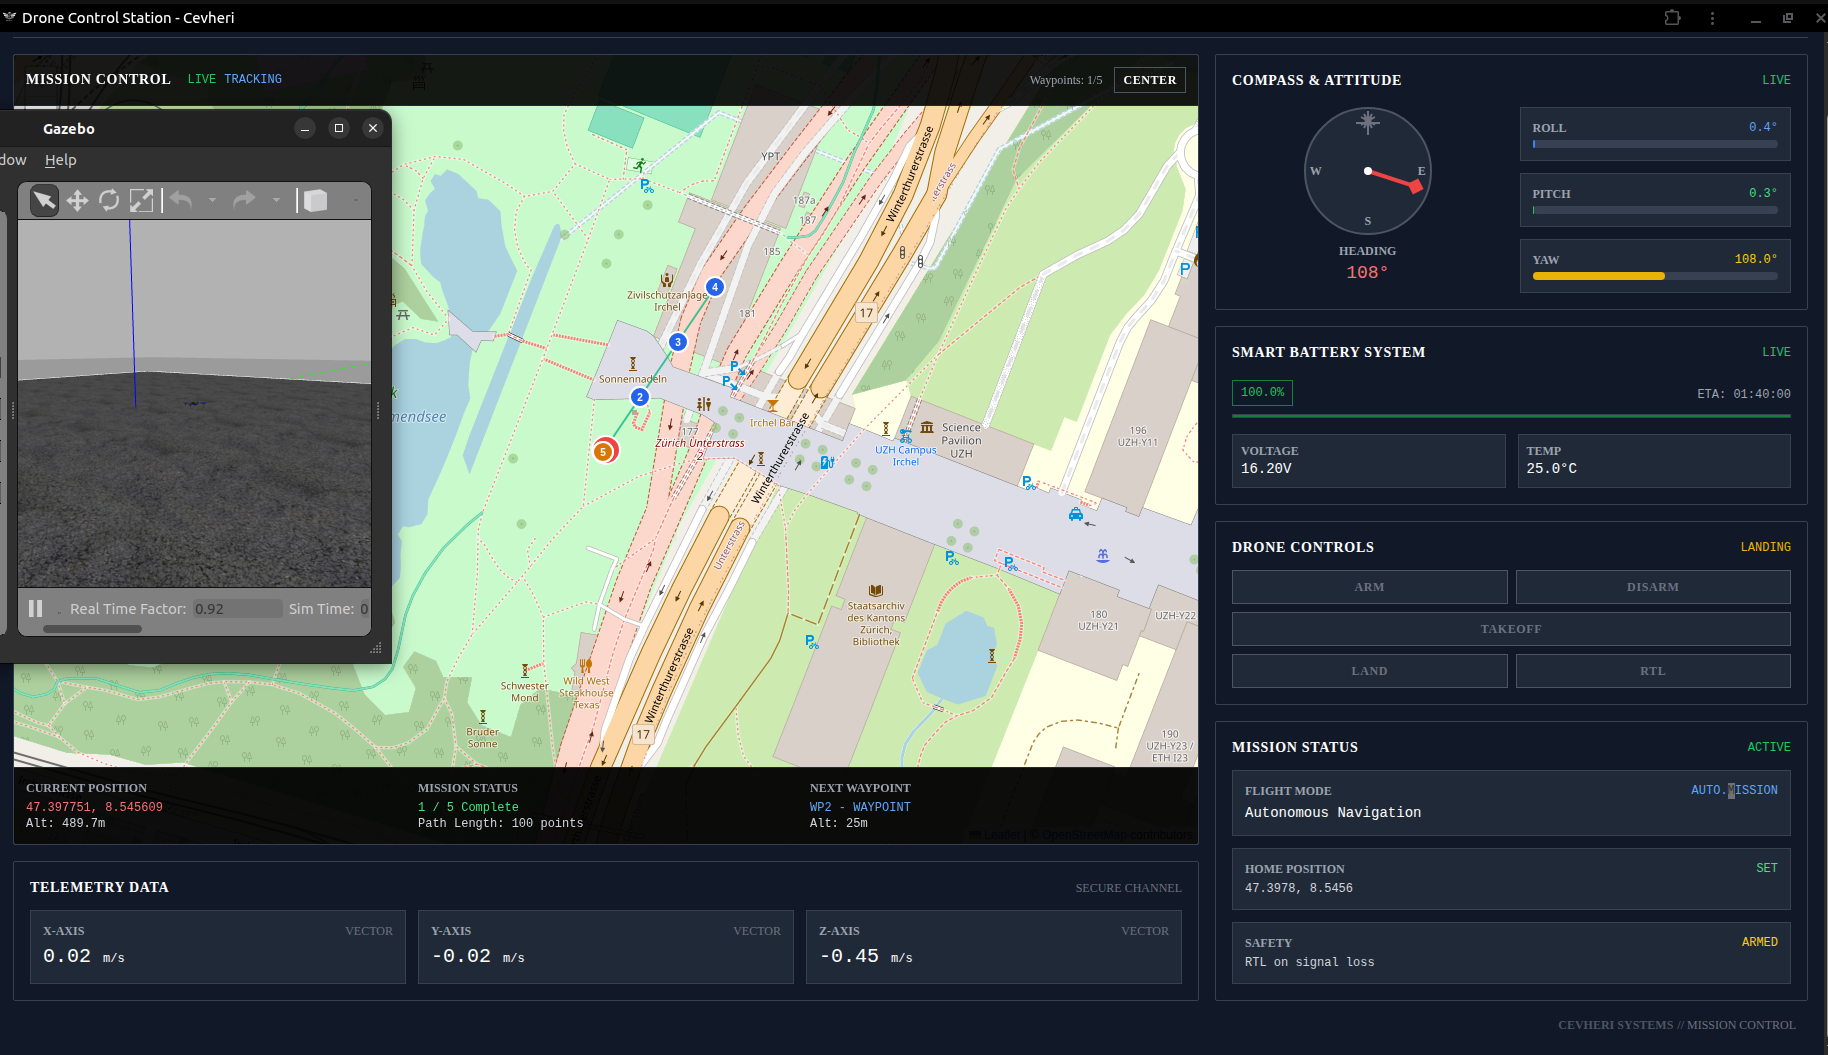 Drone Control Station - Cevheri
MISSION CONTROL LIVE TRACKING
Waypoints: 1/5 CENTER
Gazebo
dow Help
Real Time Factor: 0.92 Sim Time: 0
YPT
187a
187
185
Zivilschutzanlage
Irchel
181
4
3
2
5
Sonnennadeln
177
Zürich Unterstrass
2
Irchel Bar
Winterthurerstrasse
17
Winterthurerstrasse
Unterstrass
Winterthurerstrasse
17
mendsee
UZH Campus
Irchel
Science
Pavilion
UZH
196
UZH-Y11
Staatsarchiv
des Kantons
Zürich,
Bibliothek
180
UZH-Y21
UZH-Y22
190
UZH-Y23 /
ETH I23
Schwester
Mond
Wild West
Steakhouse
Texas
Bruder
Sonne
CURRENT POSITION
47.397751, 8.545609
Alt: 489.7m
MISSION STATUS
1 / 5 Complete
Path Length: 100 points
NEXT WAYPOINT
WP2 - WAYPOINT
Alt: 25m
Leaflet | © OpenStreetMap contributors
TELEMETRY DATA
SECURE CHANNEL
X-AXIS VECTOR
0.02 m/s
Y-AXIS VECTOR
-0.02 m/s
Z-AXIS VECTOR
-0.45 m/s
COMPASS & ATTITUDE LIVE
W E
S
HEADING
108°
ROLL 0.4°
PITCH 0.3°
YAW 108.0°
SMART BATTERY SYSTEM LIVE
100.0% ETA: 01:40:00
VOLTAGE
16.20V
TEMP
25.0°C
DRONE CONTROLS LANDING
ARM DISARM
TAKEOFF
LAND RTL
MISSION STATUS ACTIVE
FLIGHT MODE AUTO.MISSION
Autonomous Navigation
HOME POSITION SET
47.3978, 8.5456
SAFETY ARMED
RTL on signal loss
CEVHERI SYSTEMS // MISSION CONTROL